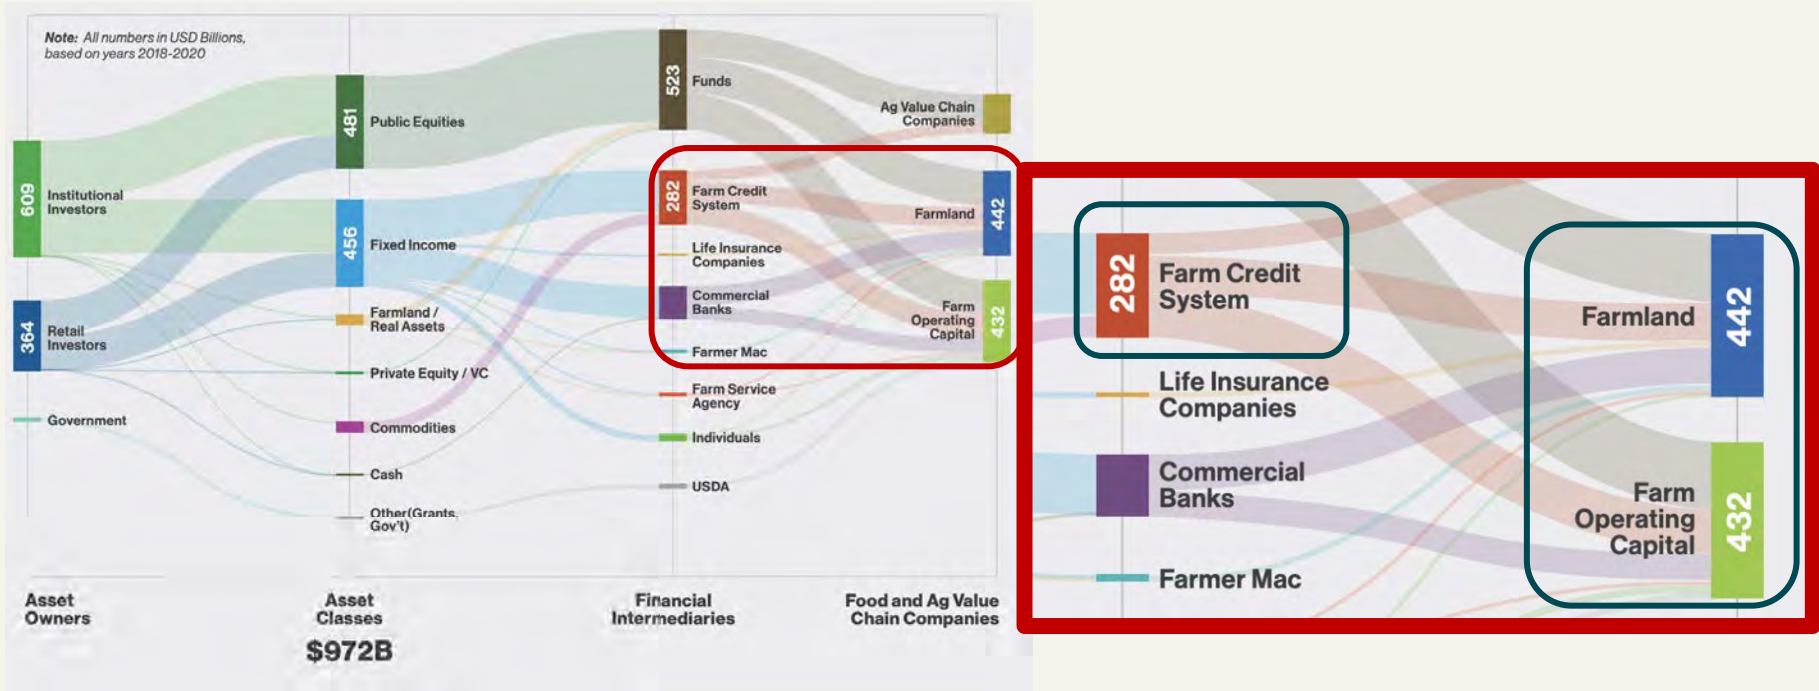 Note: All numbers in USD Billions,
based on years 2018-2020
609
Institutional
Investors
364
Retail
Investors
Government
481
Public Equities
456
Fixed Income
Farmland /
Real Assets
Private Equity / VC
Commodities
Cash
Other(Grants,
Gov't)
523
Funds
282
Farm Credit
System
Life Insurance
Companies
Commercial
Banks
Farmer Mac
Farm Service
Agency
Individuals
USDA
Ag Value Chain
Companies
Farmland
442
Farm
Operating
Capital
432
Asset
Owners
Asset
Classes
$972B
Financial
Intermediaries
Food and Ag Value
Chain Companies
282
Farm Credit
System
Life Insurance
Companies
Commercial
Banks
Farmer Mac
Farmland
442
Farm
Operating
Capital
432